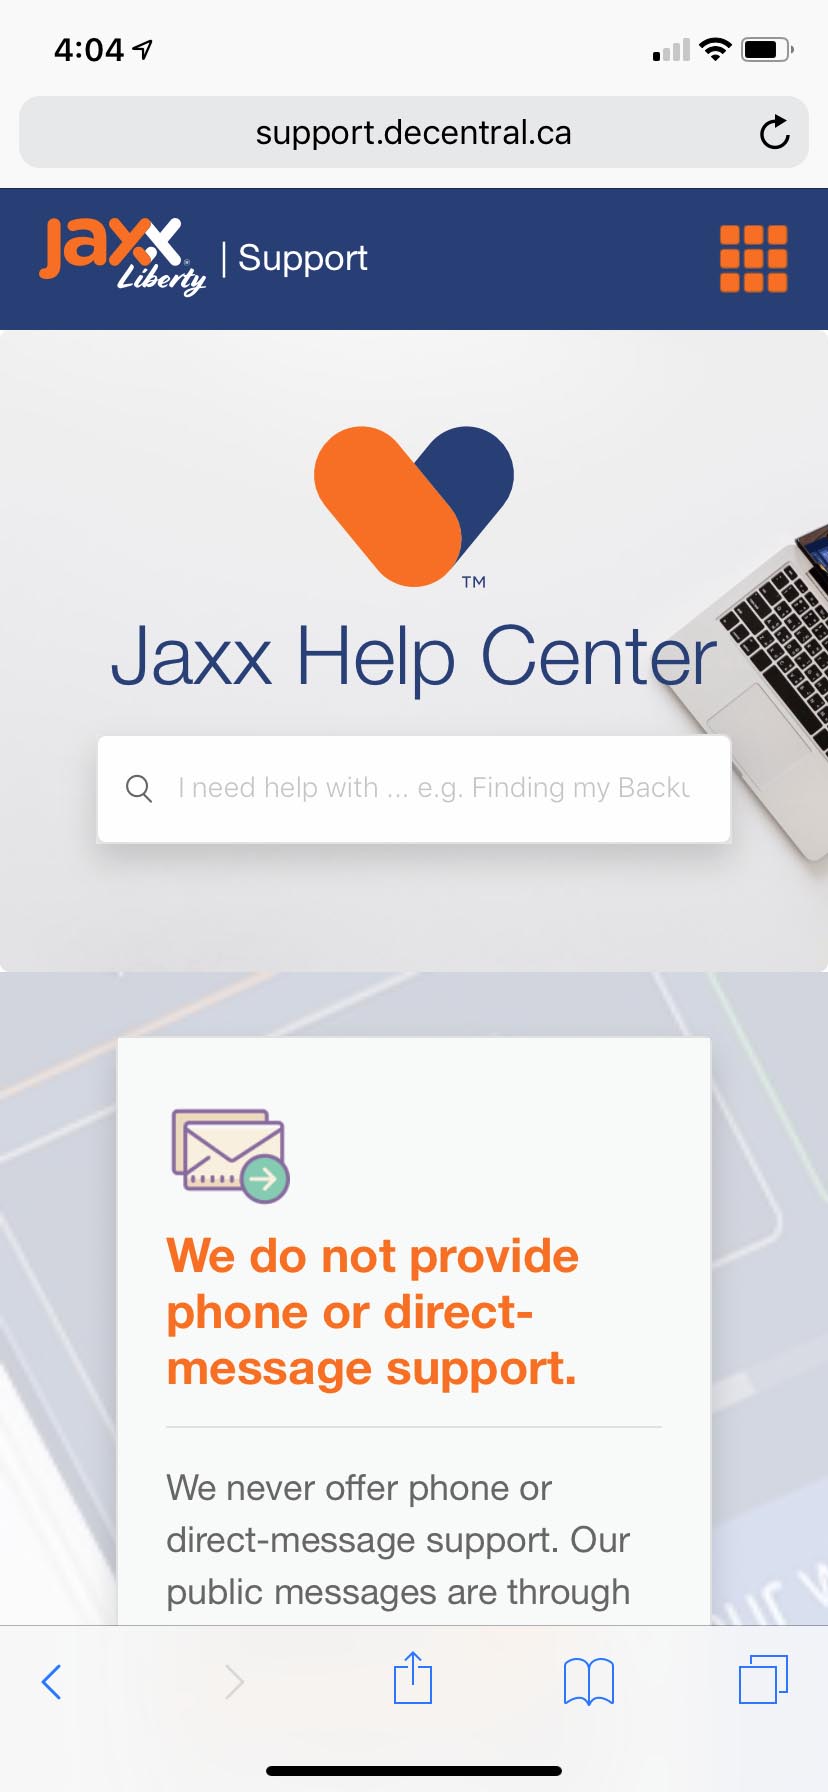 4:04
support.decentral.ca
jaxx Liberty® | Support
TM
Jaxx Help Center
I need help with ... e.g. Finding my Backu
We do not provide
phone or direct-
message support.
We never offer phone or
direct-message support. Our
public messages are through